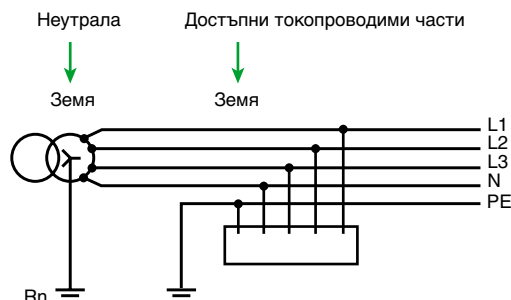 Неутрала
Достъпни токопроводими части
Земя
Земя
L1
L2
L3
N
PE
Rn